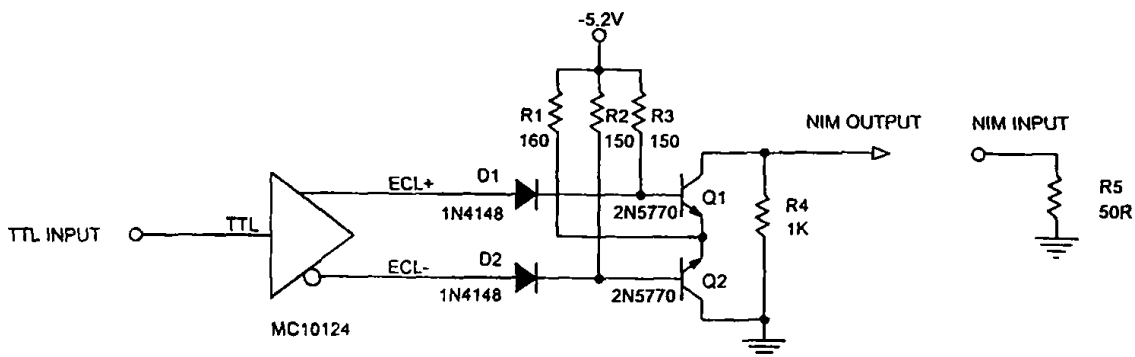 -5.2V
R1
160
R2
150
R3
150
NIM OUTPUT
NIM INPUT
ECL+
D1
1N4148
Q1
2N5770
R4
1K
R5
50R
TTL INPUT
TTL
ECL-
D2
1N4148
Q2
2N5770
MC10124